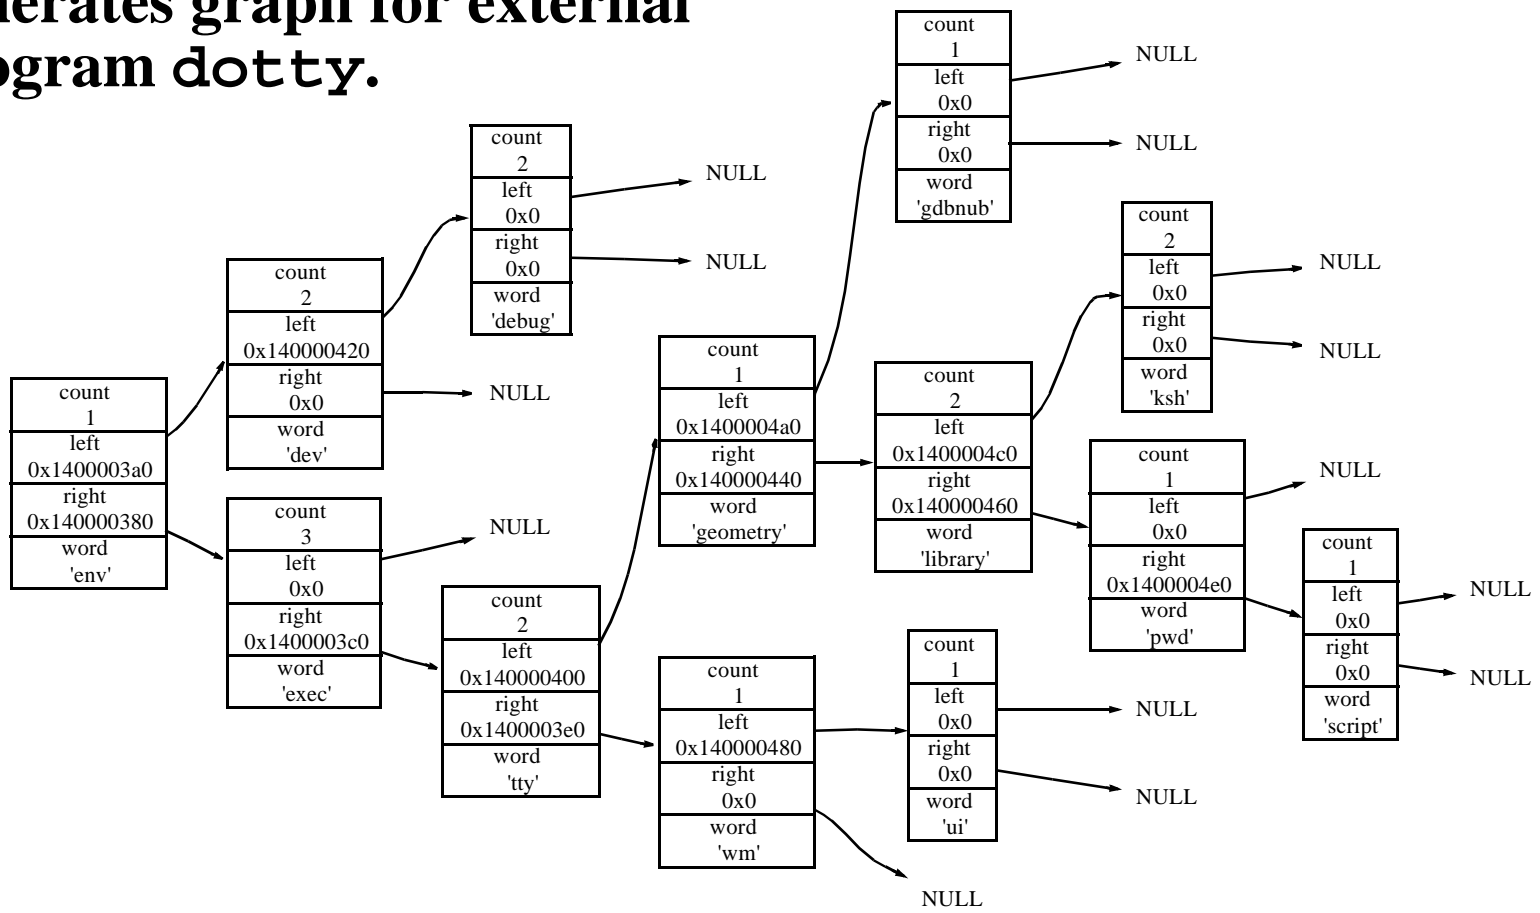 graph for external
dotty.
count
1
left
0x1400003a0
right
0x140000380
word
'env'
count
2
left
0x140000420
right
0x0
word
'dev'
count
3
left
0x0
right
0x1400003c0
word
'exec'
count
2
left
0x0
right
0x0
word
'debug'
NULL
NULL
NULL
NULL
count
2
left
0x140000400
right
0x1400003e0
word
'tty'
count
1
left
0x1400004a0
right
0x140000440
word
'geometry'
count
1
left
0x140000480
right
0x0
word
'wm'
count
1
left
0x0
right
0x0
word
'gdbnub'
NULL
NULL
count
2
left
0x1400004c0
right
0x140000460
word
'library'
count
1
left
0x0
right
0x0
word
'ui'
NULL
NULL
NULL
count
2
left
0x0
right
0x0
word
'ksh'
NULL
NULL
count
1
left
0x0
right
0x1400004e0
word
'pwd'
NULL
count
1
left
0x0
right
0x0
word
'script'
NULL
NULL